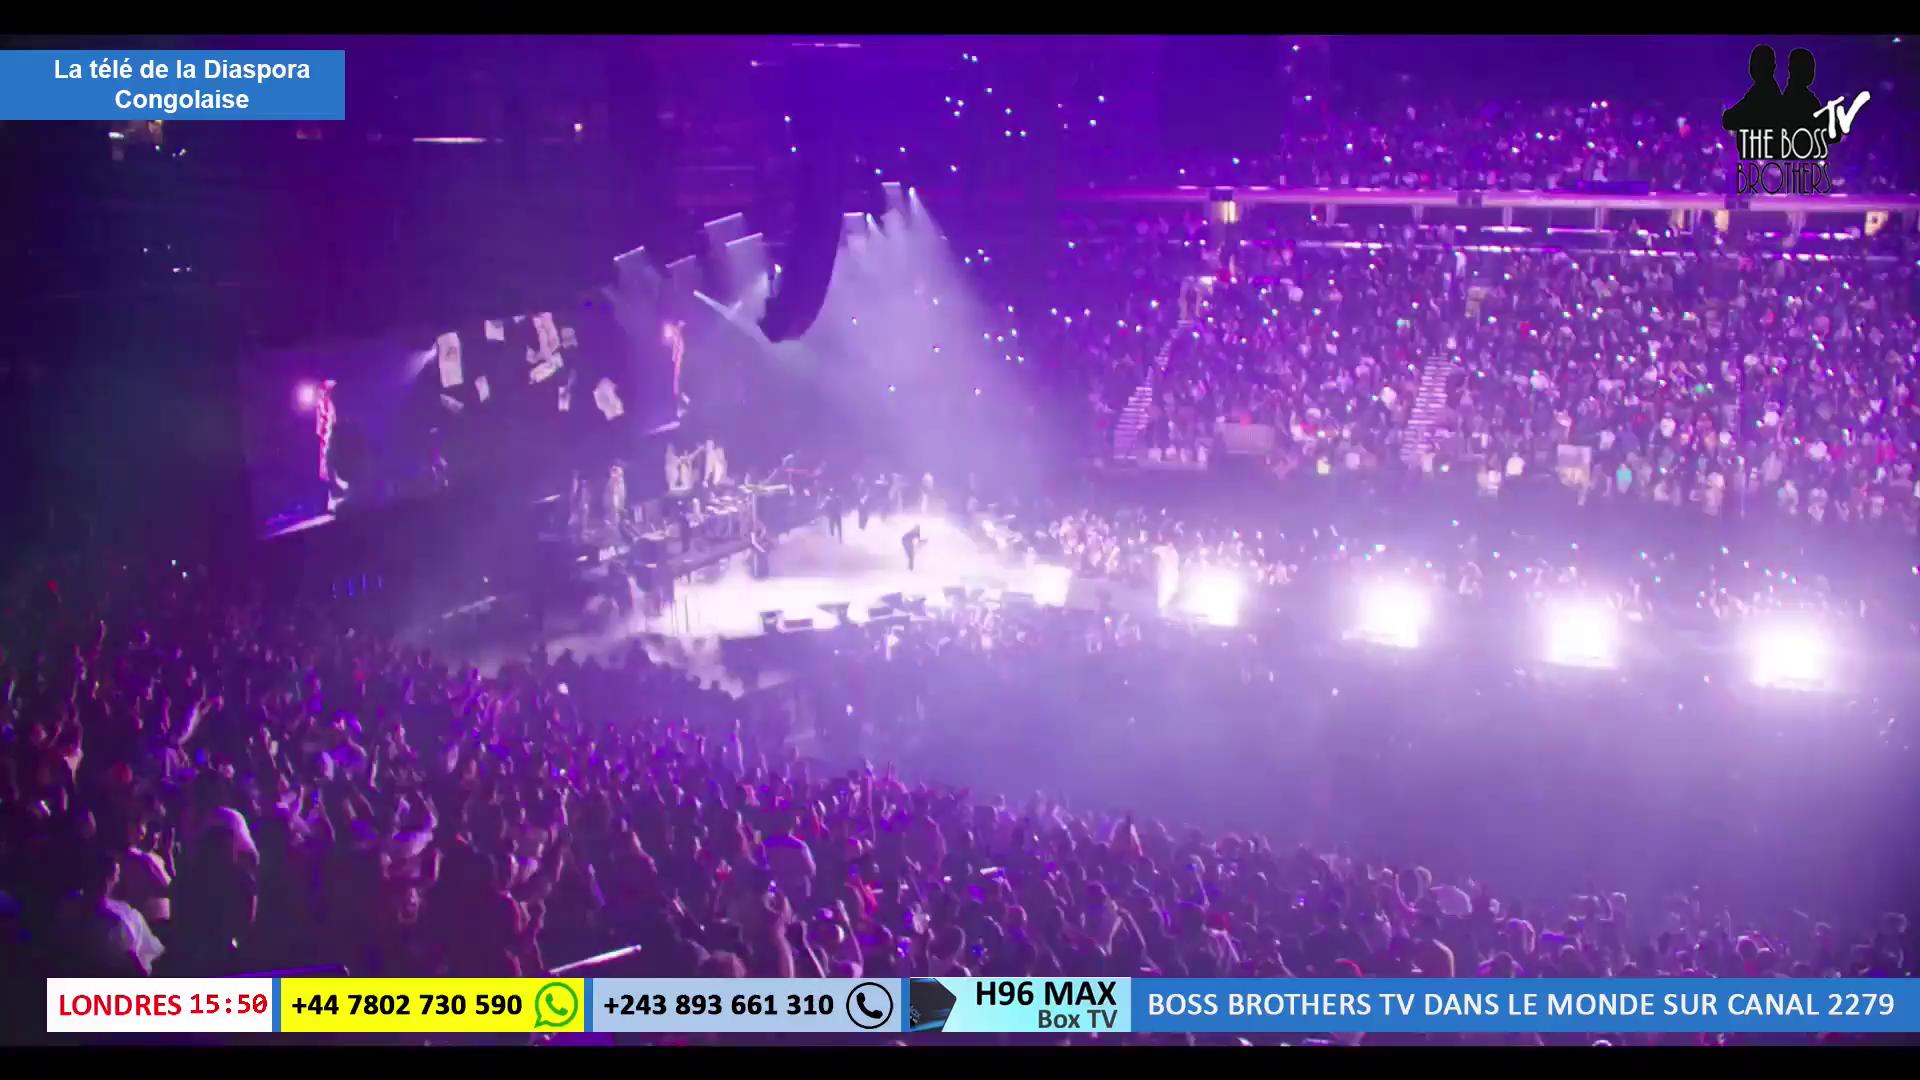 La télé de la Diaspora
Congolaise
TV
THE BOSS
BROTHERS
LONDRES 15:50
+44 7802 730 590
+243 893 661 310
H96 MAX
Box TV
BOSS BROTHERS TV DANS LE MONDE SUR CANAL 2279